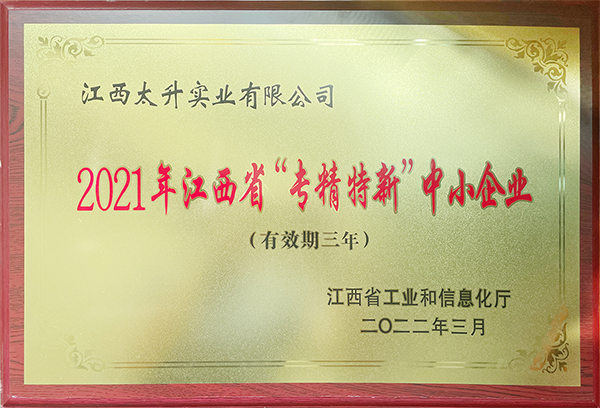 江西太升实业有限公司
2021年江西省“专精特新”中小企业
（有效期三年）
江西省工业和信息化厅
二〇二二年三月